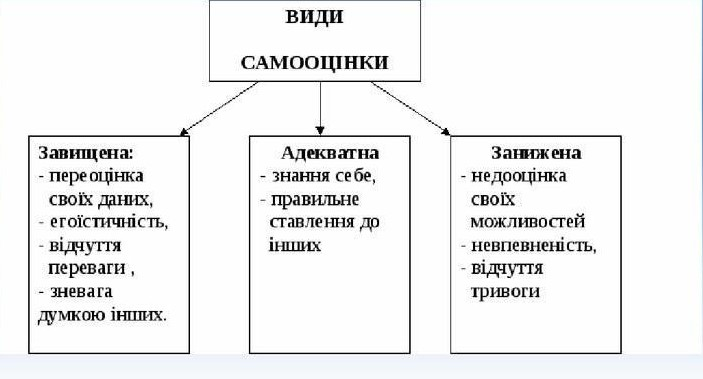 ВИДИ
САМООЦІНКИ
Завищена:
- переоцінка
своїх даних,
- егоїстичність,
- відчуття
переваги ,
- зневага
думкою інших.
Адекватна
- знання себе,
- правильне
ставлення до
інших
Занижена
- недооцінка
своїх
можливостей
- невпевненість,
- відчуття
тривоги